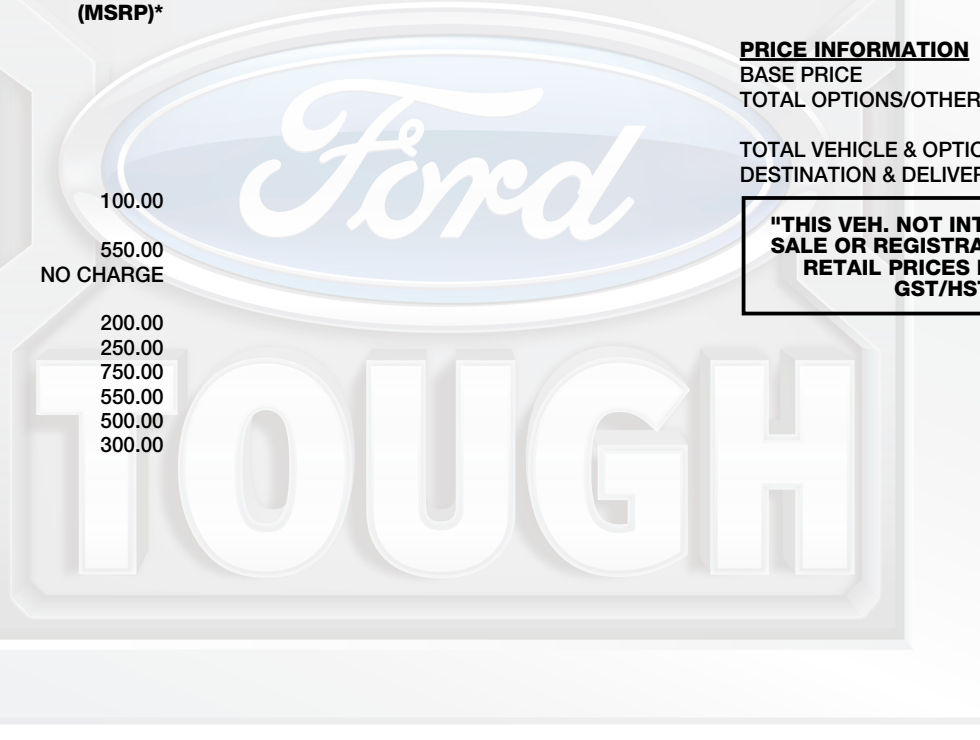 (MSRP)*
100.00
550.00
NO CHARGE
200.00
250.00
750.00
550.00
500.00
300.00
PRICE INFORMATION
BASE PRICE
TOTAL OPTIONS/OTHER
TOTAL VEHICLE & OPTIO
DESTINATION & DELIVER
"THIS VEH. NOT INT
SALE OR REGISTRA
RETAIL PRICES
GST/HST
Ford
TOUGH